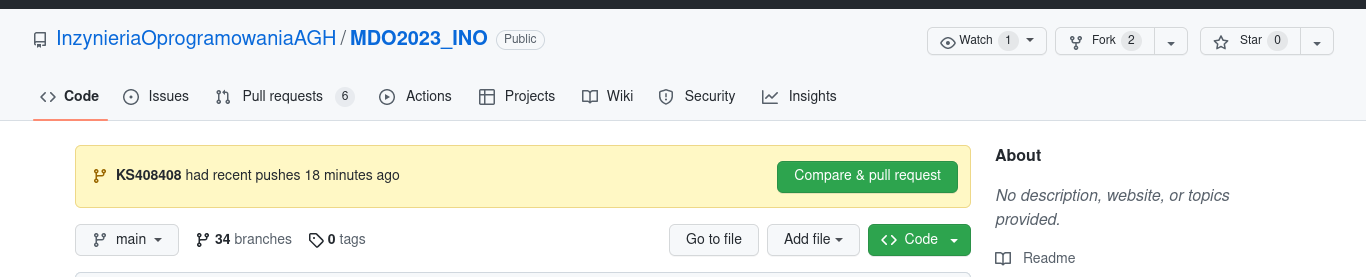 InzynieriaOprogramowaniaAGH / MDO2023_INO Public Watch 1 Fork 2 Star 0
Code Issues Pull requests 6 Actions Projects Wiki Security Insights
KS408408 had recent pushes 18 minutes ago Compare & pull request
main 34 branches 0 tags Go to file Add file Code
About
No description, website, or topics
provided.
Readme